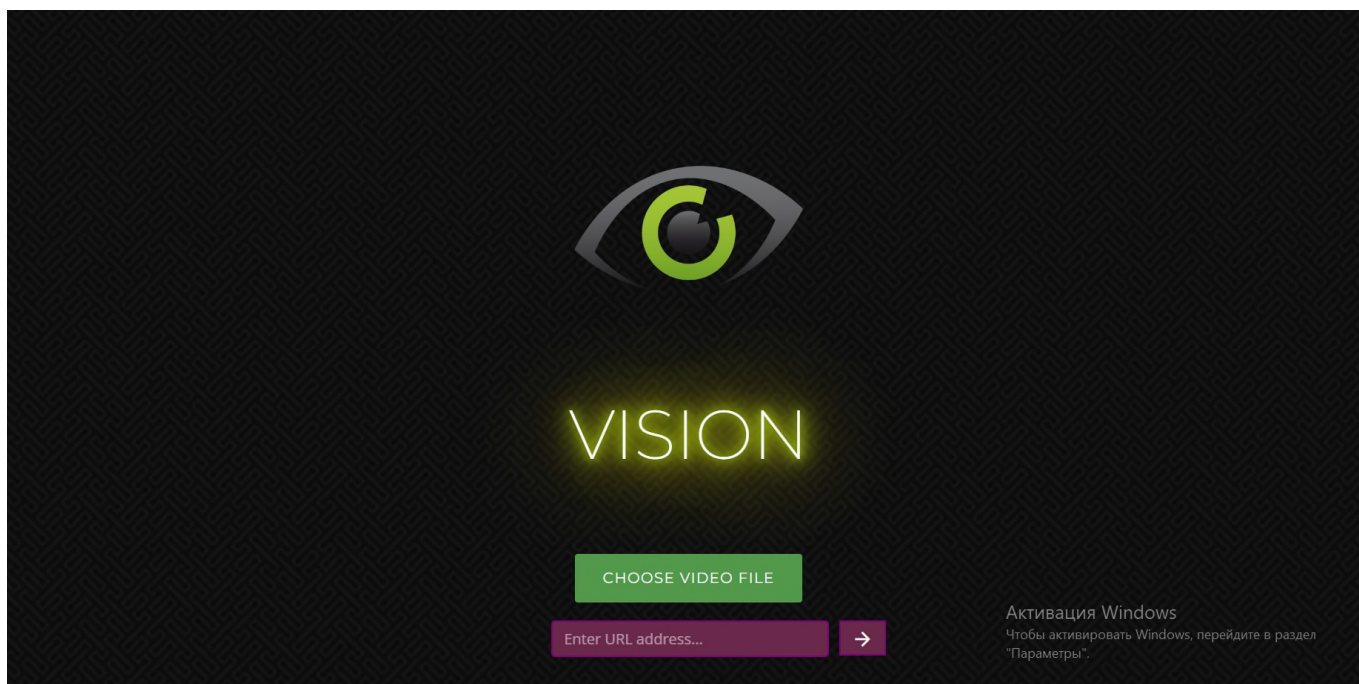 VISION
CHOOSE VIDEO FILE
Enter URL address...
Активация Windows
Чтобы активировать Windows, перейдите в раздел
"Параметры".